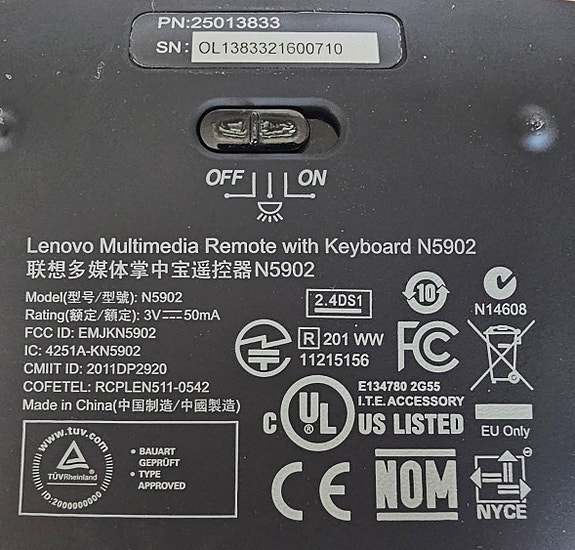 PN:25013833
SN: OL1383321600710
OFF ON
Lenovo Multimedia Remote with Keyboard N5902
联想多媒体掌中宝遥控器N5902
Model(型号/型號): N5902
Rating(额定/額定): 3V⎓50mA
FCC ID: EMJKN5902
IC: 4251A-KN5902
CMIIT ID: 2011DP2920
COFETEL: RCPLEN511-0542
Made in China(中国制造/中國製造)
2.4DS1
10
N14608
R 201 WW
11215156
FC
E134780 2G55
I.T.E. ACCESSORY
c UL US LISTED
EU Only
www.tuv.com
TÜVRheinland
ID:2000000000
• BAUART
GEPRÜFT
• TYPE
APPROVED
CE
NOM
NYCE